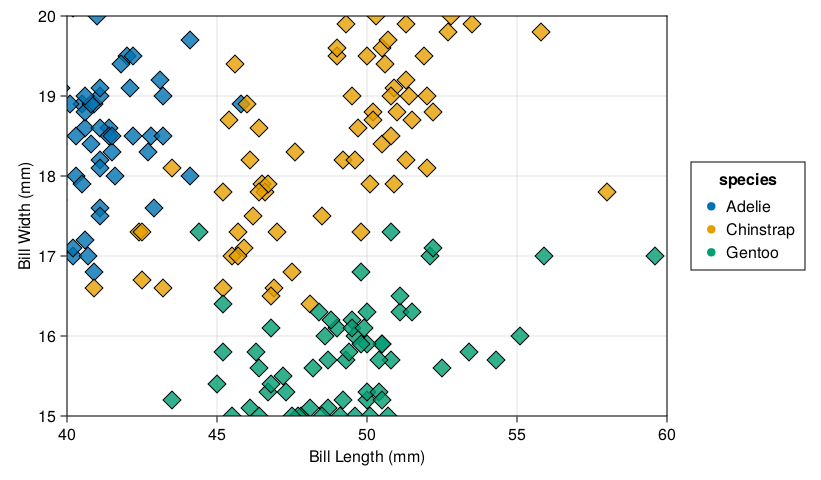 20
19
18
17
16
15
Bill Width (mm)
40 45 50 55 60
Bill Length (mm)
species
Adelie
Chinstrap
Gentoo